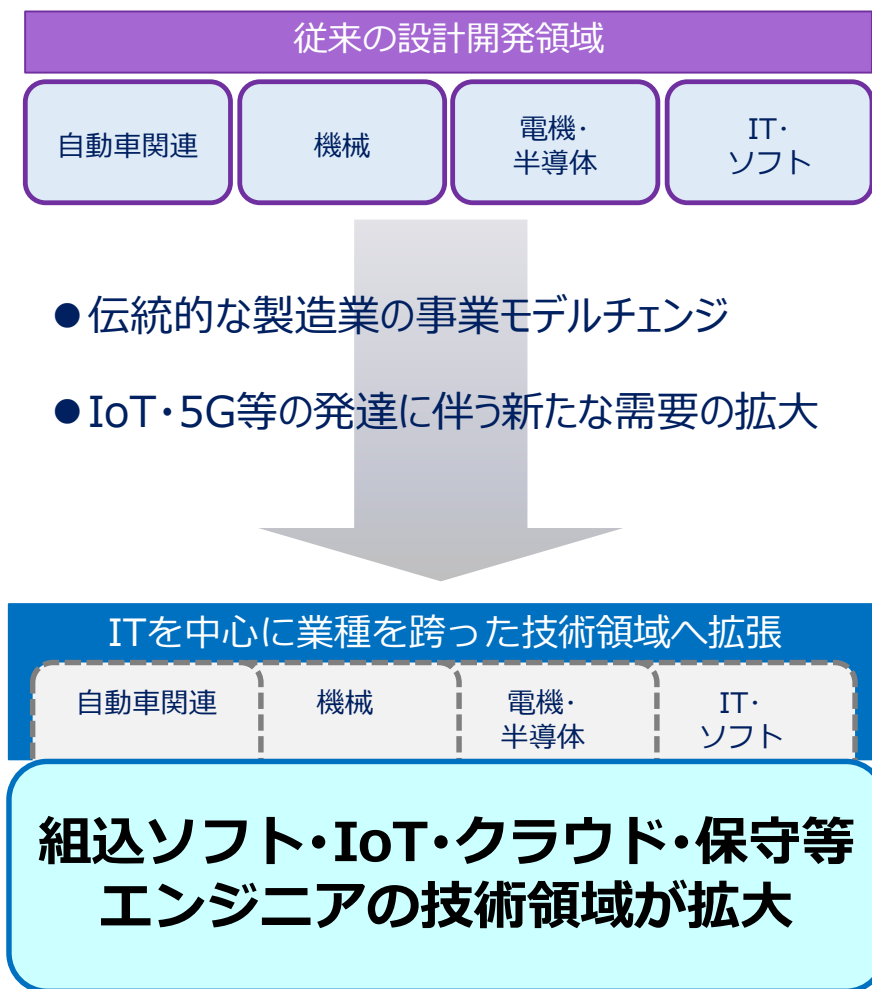 従来の設計開発領域
自動車関連
機械
電機・
半導体
IT・
ソフト
●伝統的な製造業の事業モデルチェンジ
●IoT・5G等の発達に伴う新たな需要の拡大
ITを中心に業種を跨った技術領域へ拡張
自動車関連
機械
電機・
半導体
IT・
ソフト
組込ソフト・IoT・クラウド・保守等
エンジニアの技術領域が拡大